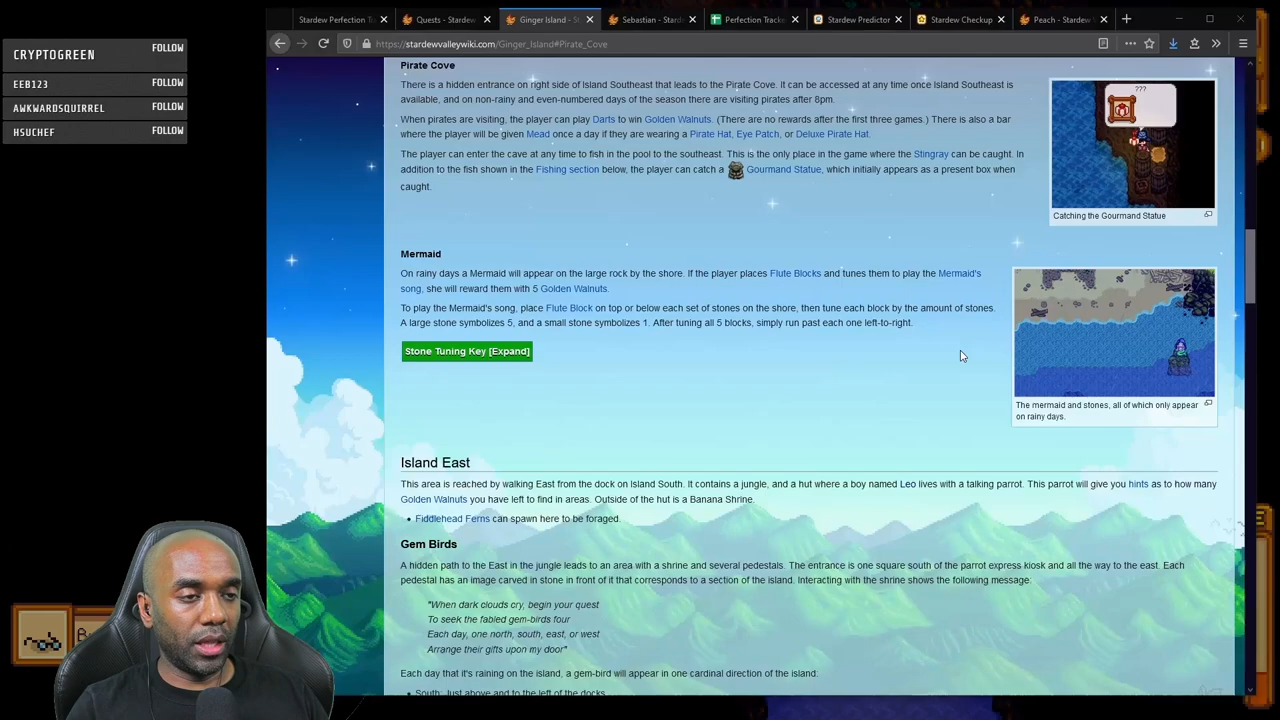 CRYPTOGREEN FOLLOW
EEB123 FOLLOW
AWKWARDSQUIRREL FOLLOW
HSUCHEF FOLLOW
Stardew Perfection Tr
Quests - Stardew
Ginger Island - S
Sebastian - Stard
Perfection Track
Stardew Predictor
Stardew Checkup
Peach - Stardew
https://stardewvalleywiki.com/Ginger_Island#Pirate_Cove
Pirate Cove
There is a hidden entrance on right side of Island Southeast that leads to the Pirate Cove. It can be accessed at any time once Island Southeast is
available, and on non-rainy and even-numbered days of the season there are visiting pirates after 8pm.
When pirates are visiting, the player can play Darts to win Golden Walnuts. (There are no rewards after the first three games.) There is also a bar
where the player will be given Mead once a day if they are wearing a Pirate Hat, Eye Patch, or Deluxe Pirate Hat.
The player can enter the cave at any time to fish in the pool to the southeast. This is the only place in the game where the Stingray can be caught. In
addition to the fish shown in the Fishing section below, the player can catch a Gourmand Statue, which initially appears as a present box when
caught.
???
Catching the Gourmand Statue
Mermaid
On rainy days a Mermaid will appear on the large rock by the shore. If the player places Flute Blocks and tunes them to play the Mermaid's
song, she will reward them with 5 Golden Walnuts.
To play the Mermaid's song, place Flute Block on top or below each set of stones on the shore, then tune each block by the amount of stones.
A large stone symbolizes 5, and a small stone symbolizes 1. After tuning all 5 blocks, simply run past each one left-to-right.
Stone Tuning Key [Expand]
The mermaid and stones, all of which only appear
on rainy days.
Island East
This area is reached by walking East from the dock on Island South. It contains a jungle, and a hut where a boy named Leo lives with a talking parrot. This parrot will give you hints as to how many
Golden Walnuts you have left to find in areas. Outside of the hut is a Banana Shrine.
• Fiddlehead Ferns can spawn here to be foraged.
Gem Birds
A hidden path to the East in the jungle leads to an area with a shrine and several pedestals. The entrance is one square south of the parrot express kiosk and all the way to the east. Each
pedestal has an image carved in stone in front of it that corresponds to a section of the island. Interacting with the shrine shows the following message:
"When dark clouds cry, begin your quest
To seek the fabled gem-birds four
Each day, one north, south, east, or west
Arrange their gifts upon my door"
Each day that it's raining on the island, a gem-bird will appear in one cardinal direction of the island:
• South: Just above and to the left of the docks